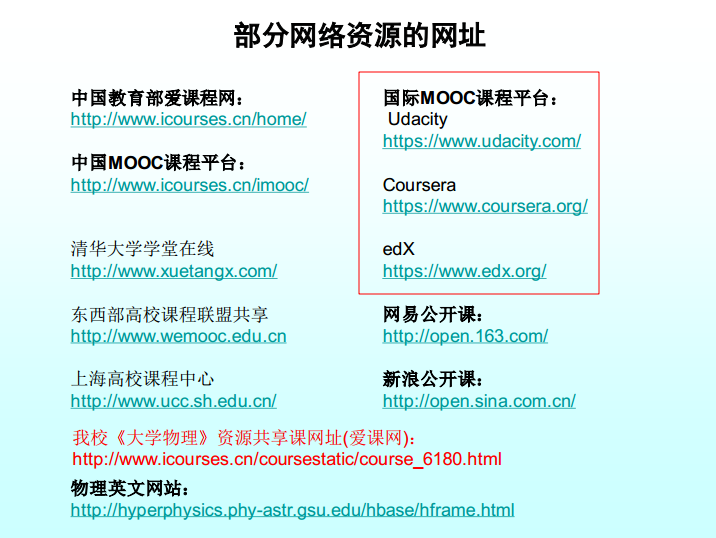 部分网络资源的网址
中国教育部爱课程网：
http://www.icourses.cn/home/
中国MOOC课程平台：
http://www.icourses.cn/imooc/
清华大学学堂在线
http://www.xuetangx.com/
东西部高校课程联盟共享
http://www.wemooc.edu.cn
上海高校课程中心
http://www.ucc.sh.edu.cn/
国际MOOC课程平台：
Udacity
https://www.udacity.com/
Coursera
https://www.coursera.org/
edX
https://www.edx.org/
网易公开课：
http://open.163.com/
新浪公开课：
http://open.sina.com.cn/
我校《大学物理》资源共享课网址(爱课网)：
http://www.icourses.cn/coursestatic/course_6180.html
物理英文网站：
http://hyperphysics.phy-astr.gsu.edu/hbase/hframe.html